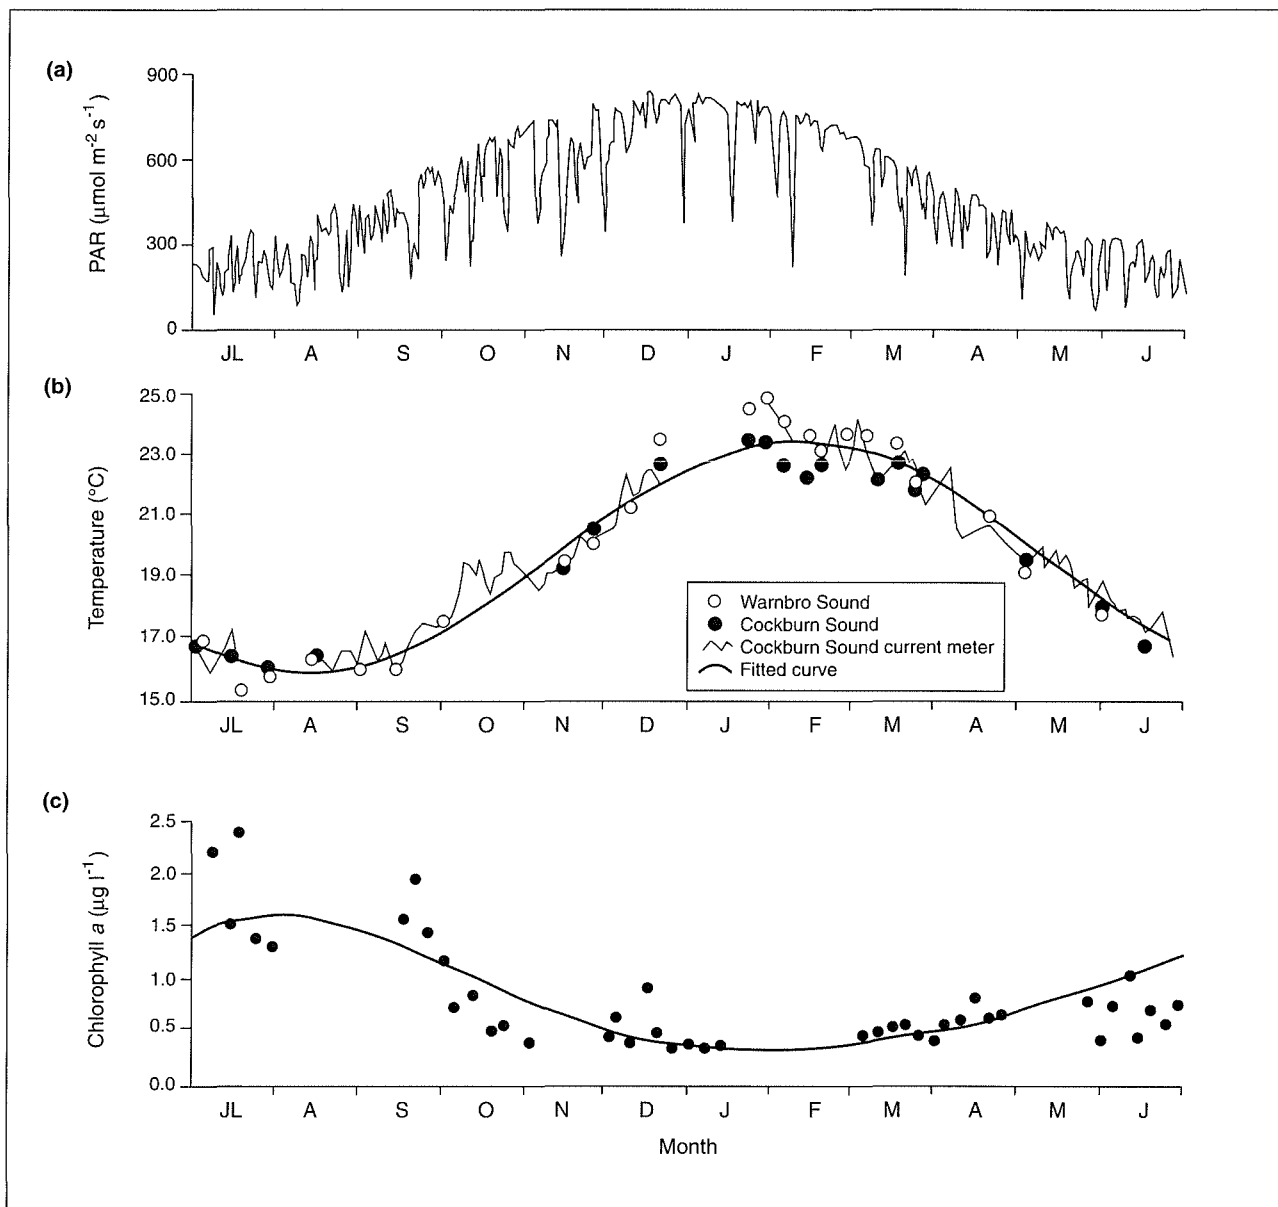 (a)
PAR (µmol m-2 s-1)
900
600
300
0
JL A S O N D J F M A M J
(b)
Temperature (°C)
25.0
23.0
21.0
19.0
17.0
15.0
Warnbro Sound
Cockburn Sound
Cockburn Sound current meter
Fitted curve
JL A S O N D J F M A M J
(c)
Chlorophyll a (µg l-1)
2.5
2.0
1.5
1.0
0.5
0.0
JL A S O N D J F M A M J
Month